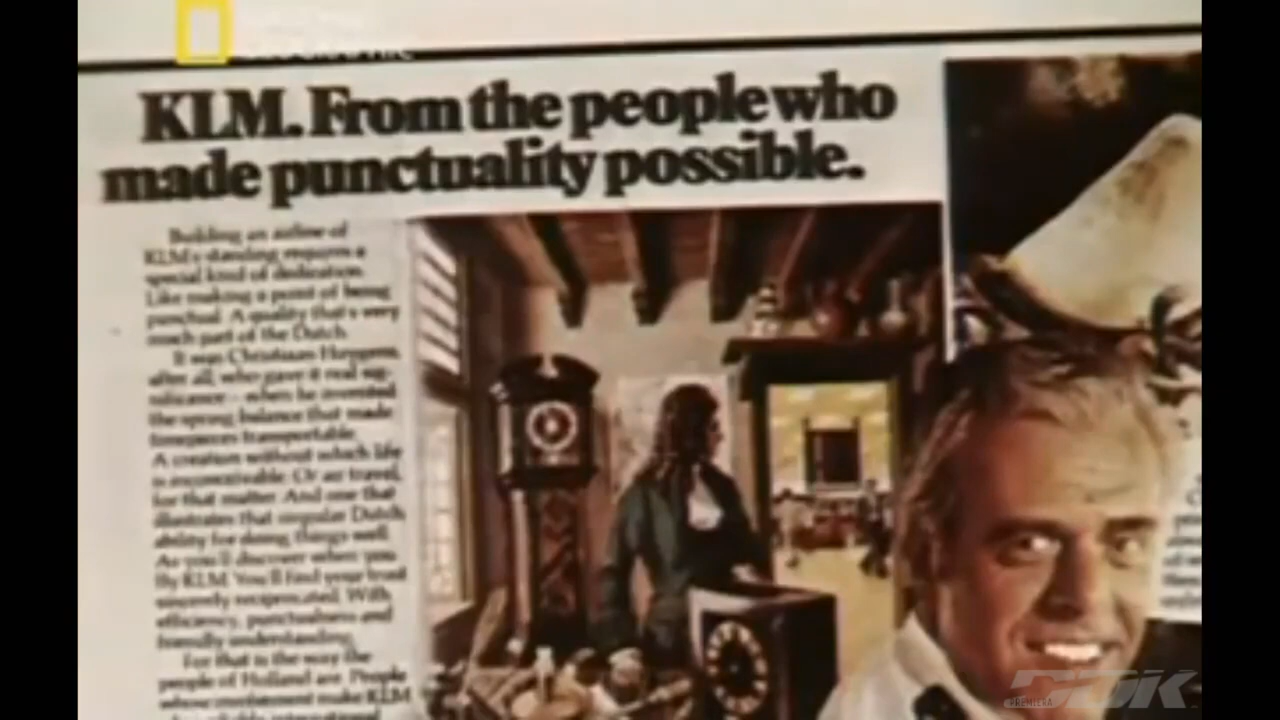 KLM. From the people who
made punctuality possible.
Building an airline of
KLM's standing requires a
special kind of dedication.
Like making a point of being
punctual. A quality that's very
much part of the Dutch.
It was Christiaan Huygens,
after all, who gave it real sig-
nificance - when he invented
the spring balance that made
timepieces transportable.
A creation without which life
is inconceivable. Or air travel,
for that matter. And one that
illustrates that singular Dutch
ability for doing things well.
As you'll discover when you
fly KLM. You'll find your trust
sincerely reciprocated. With
efficiency, punctualness and
friendly understanding.
For that is the way the
people of Holland are. People
whose
KLM